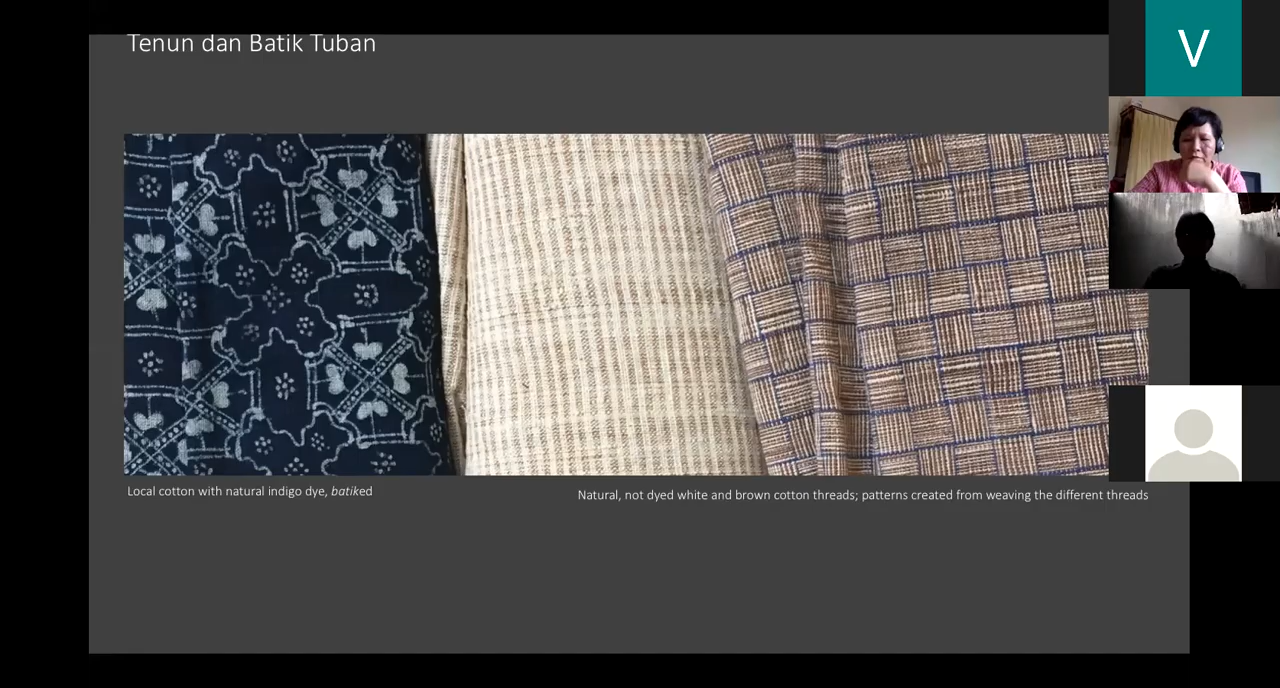 Tenun dan Batik Tuban
V
Local cotton with natural indigo dye, batiked
Natural, not dyed white and brown cotton threads; patterns created from weaving the different threads